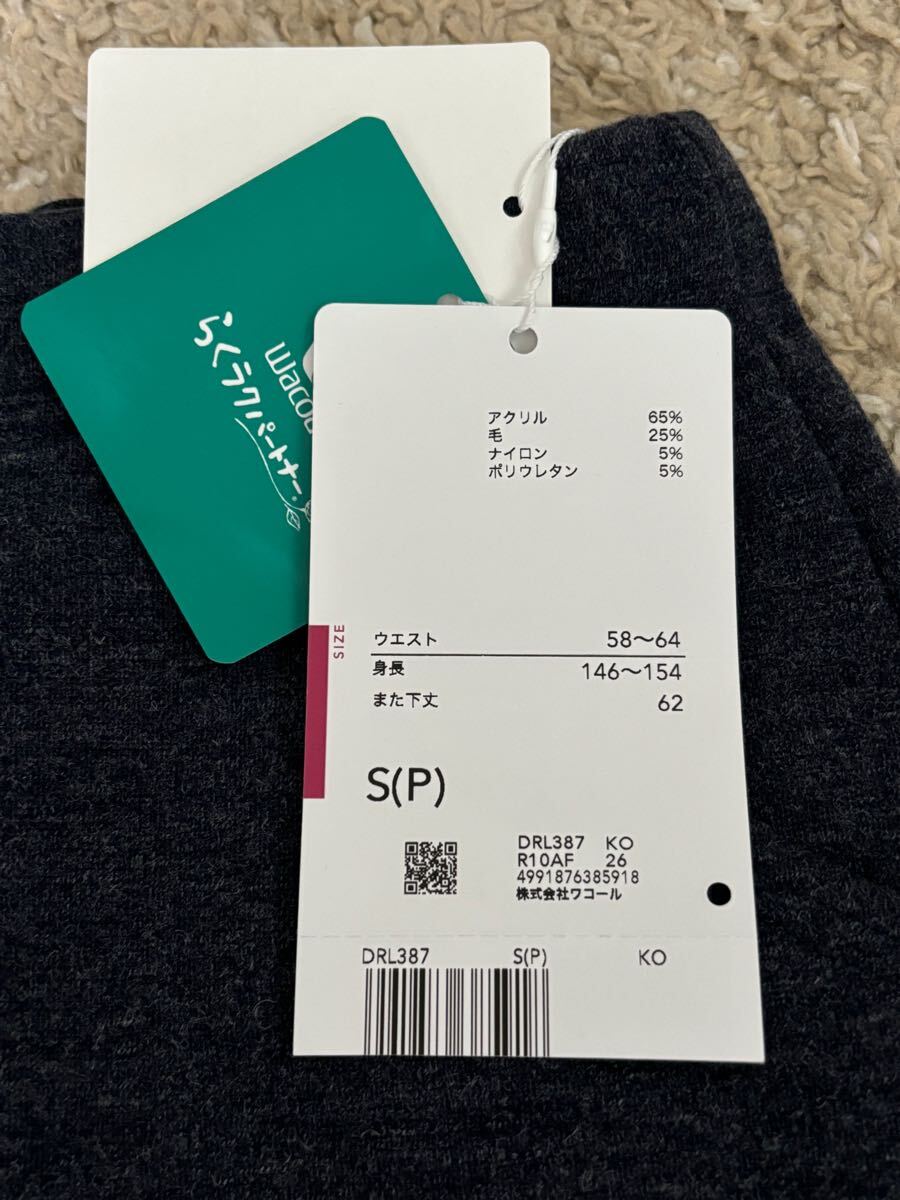 Wacoal
らくラクパートナー®
アクリル 65%
毛 25%
ナイロン 5%
ポリウレタン 5%
SIZE
ウエスト 58〜64
身長 146〜154
また下丈 62
S(P)
DRL387 KO
R10AF 26
4991876385918
株式会社ワコール
DRL387 S(P) KO